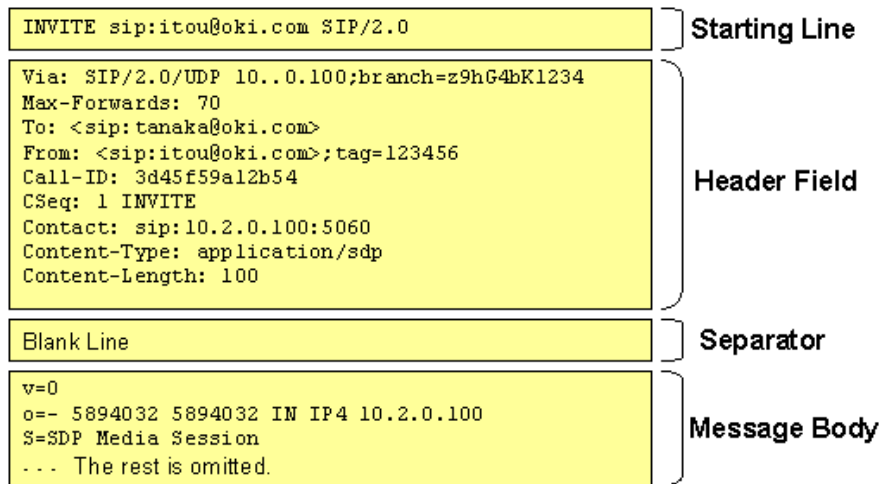 INVITE sip:itou@oki.com SIP/2.0
Starting Line
Via: SIP/2.0/UDP 10..0.100;branch=z9hG4bK1234
Max-Forwards: 70
To: <sip:tanaka@oki.com>
From: <sip:itou@oki.com>;tag=123456
Call-ID: 3d45f59a12b54
CSeq: 1 INVITE
Contact: sip:10.2.0.100:5060
Content-Type: application/sdp
Content-Length: 100
Header Field
Blank Line
Separator
v=0
o=- 5894032 5894032 IN IP4 10.2.0.100
S=SDP Media Session
--- The rest is omitted.
Message Body